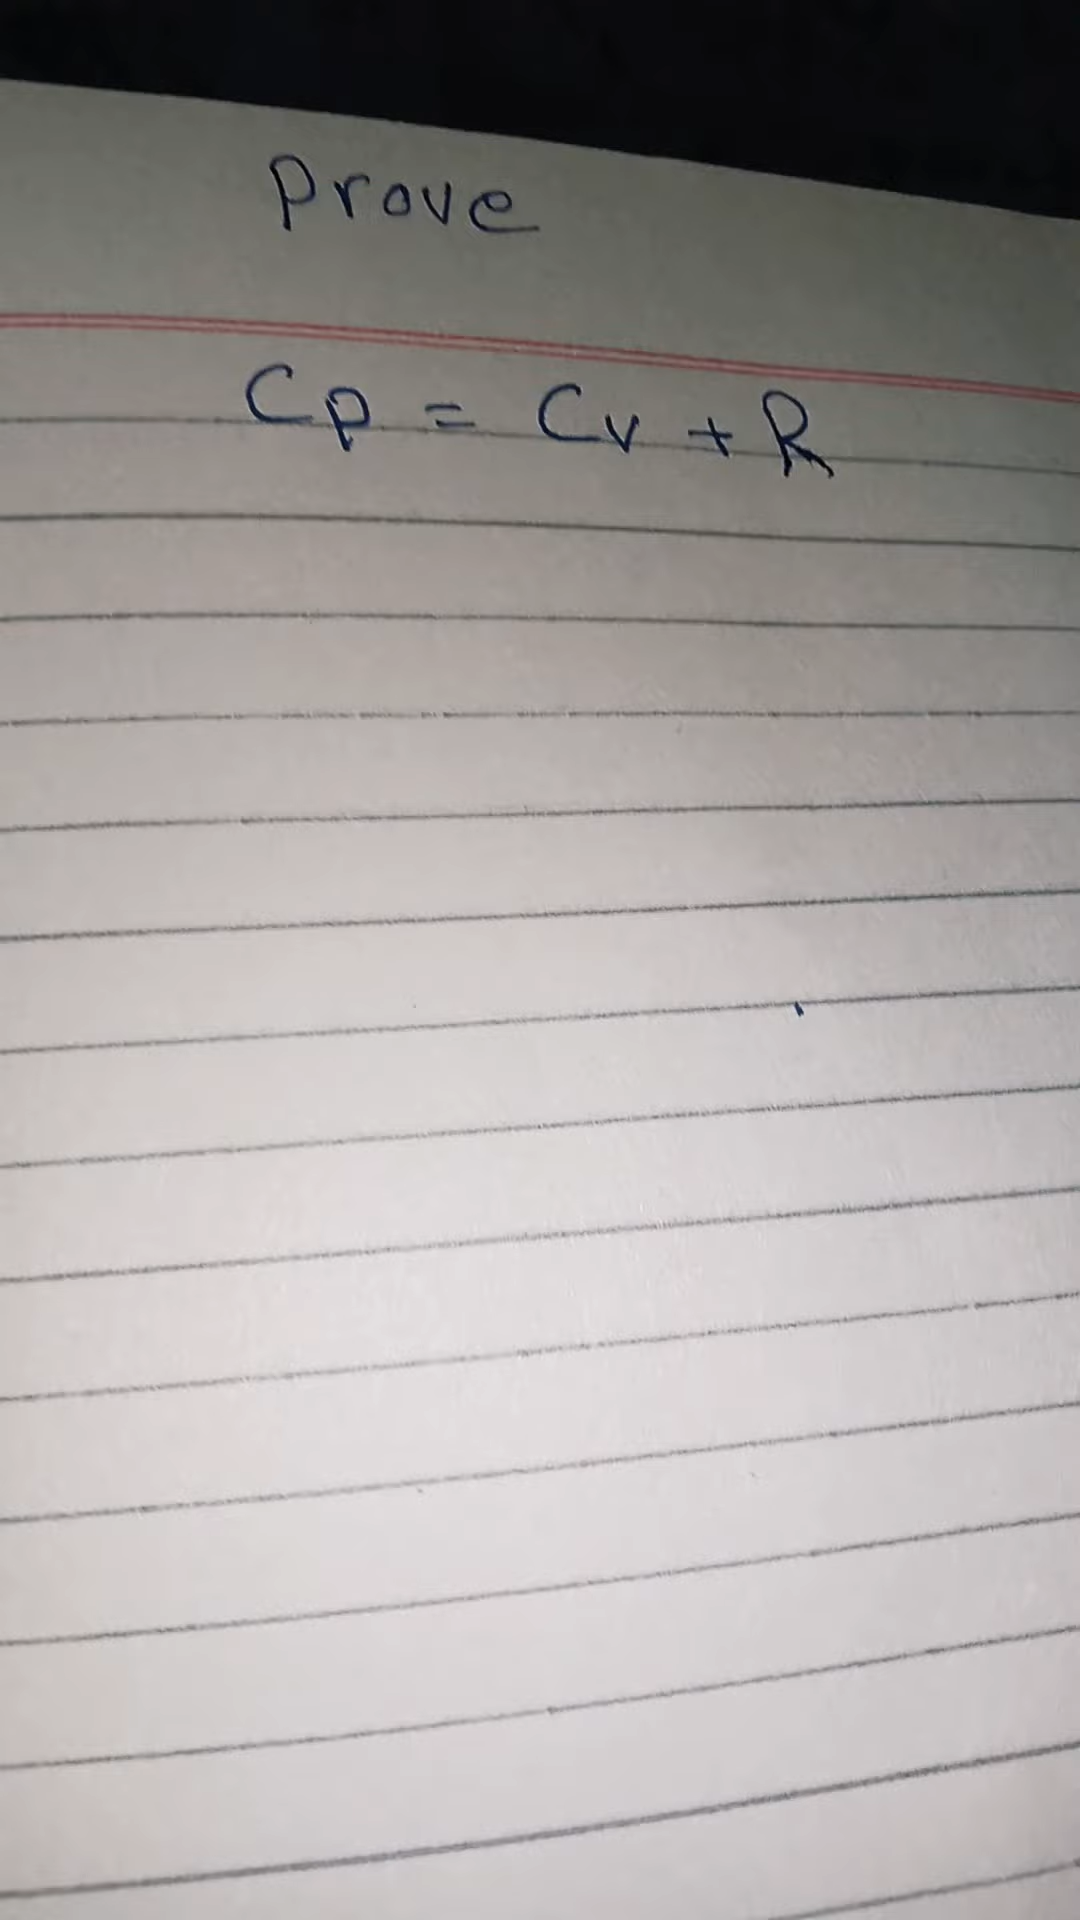 Prove
Cp = Cv + R